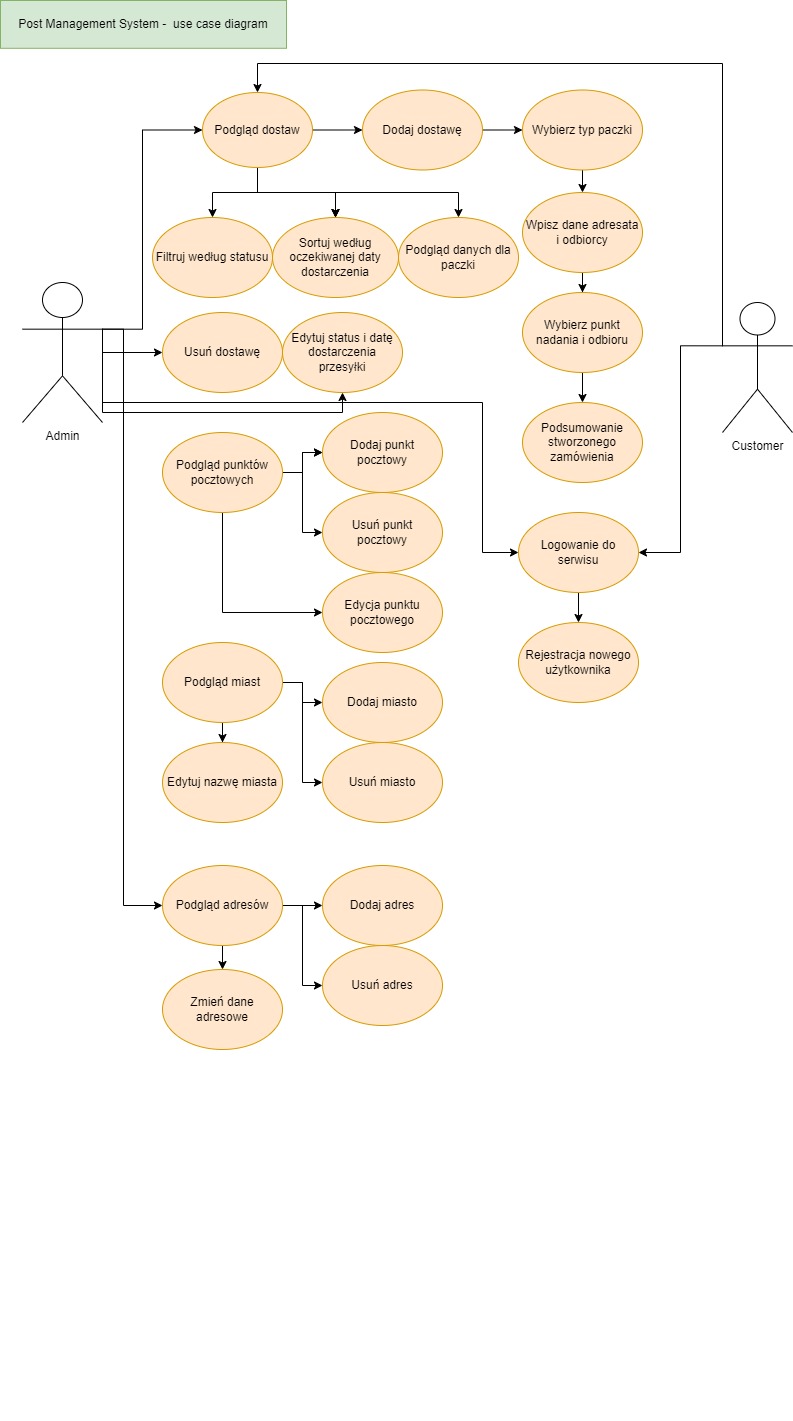 Post Management System -  use case diagram
Podgląd dostaw
Dodaj dostawę
Wybierz typ paczki
Filtruj według statusu
Sortuj według
oczekiwanej daty
dostarczenia
Podgląd danych dla
paczki
Wpisz dane adresata
i odbiorcy
Usuń dostawę
Edytuj status i datę
dostarczenia
przesyłki
Wybierz punkt
nadania i odbioru
Admin
Customer
Podsumowanie
stworzonego
zamówienia
Podgląd punktów
pocztowych
Dodaj punkt
pocztowy
Usuń punkt
pocztowy
Logowanie do
serwisu
Edycja punktu
pocztowego
Rejestracja nowego
użytkownika
Podgląd miast
Dodaj miasto
Edytuj nazwę miasta
Usuń miasto
Podgląd adresów
Dodaj adres
Usuń adres
Zmień dane
adresowe